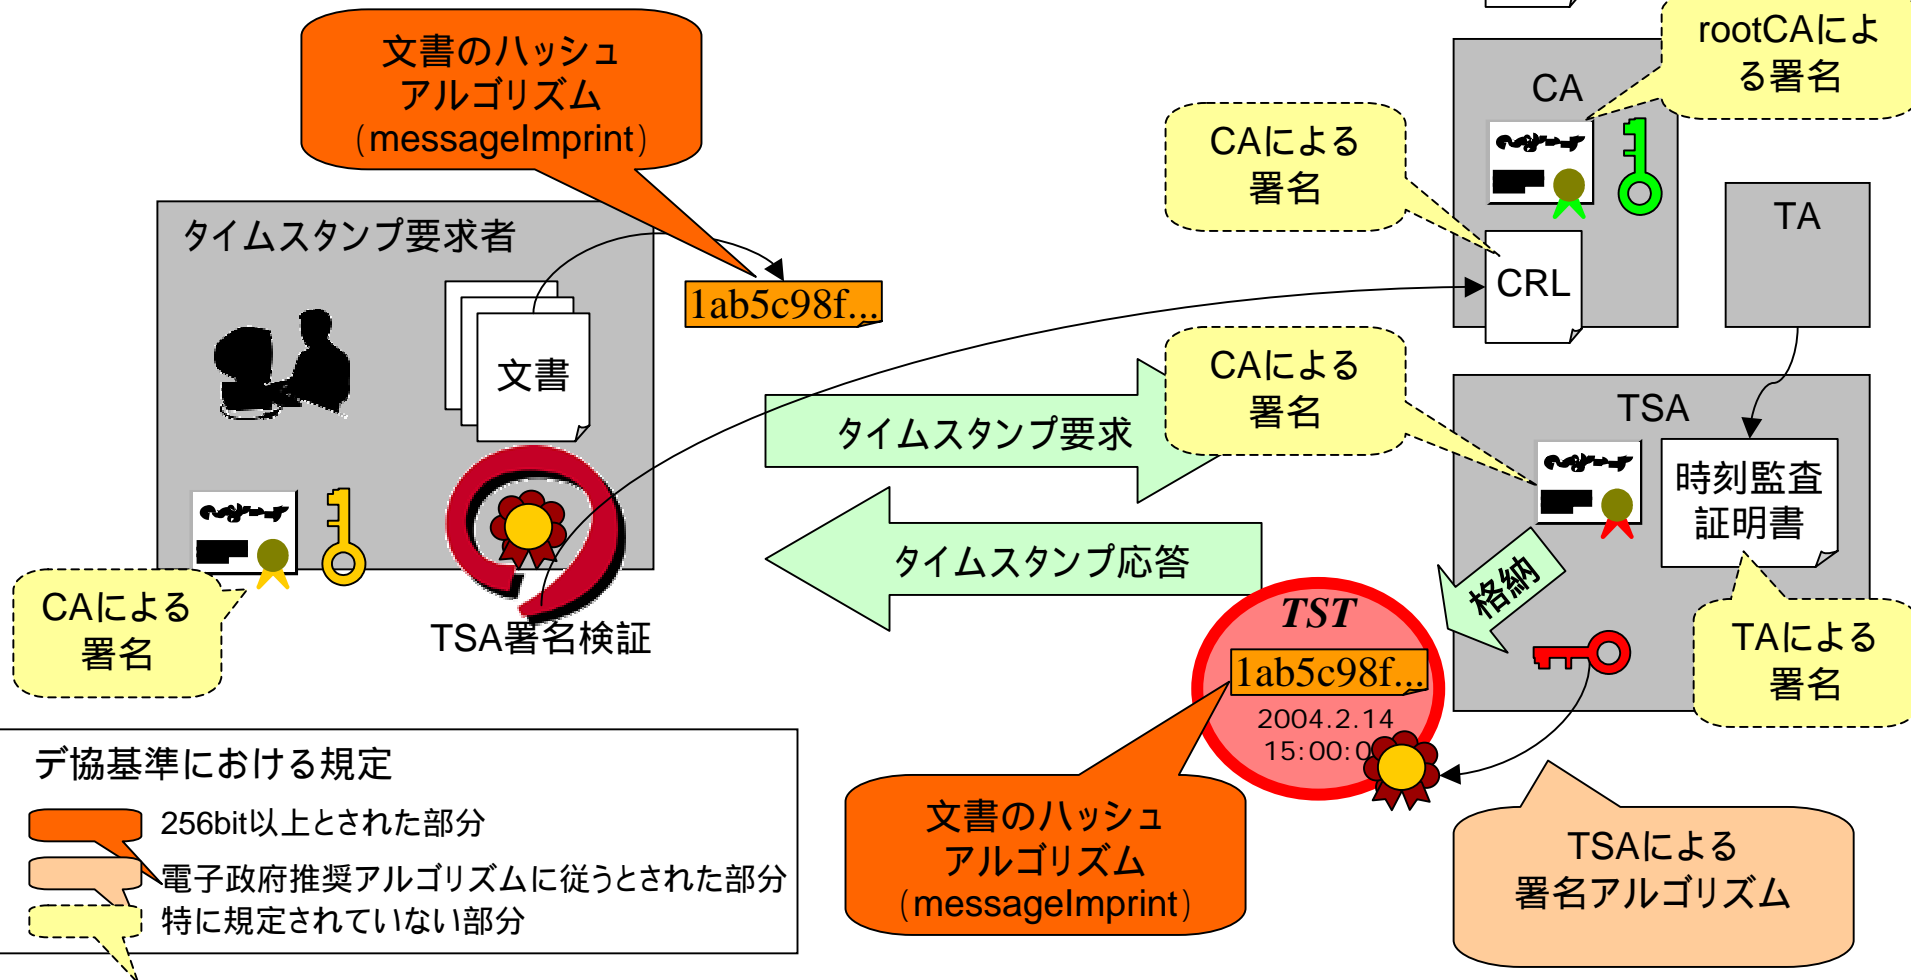 文書のハッシュ
アルゴリズム
(messageImprint)
rootCAによ
る署名
CA
CAによる
署名
TA
タイムスタンプ要求者
1ab5c98f...
CRL
文書
CAによる
署名
TSA
タイムスタンプ要求
時刻監査
証明書
タイムスタンプ応答
格納
CAによる
署名
TSA署名検証
TST
1ab5c98f...
2004.2.14
15:00:0
TAによる
署名
デ協基準における規定
256bit以上とされた部分
電子政府推奨アルゴリズムに従うとされた部分
特に規定されていない部分
文書のハッシュ
アルゴリズム
(messageImprint)
TSAによる
署名アルゴリズム